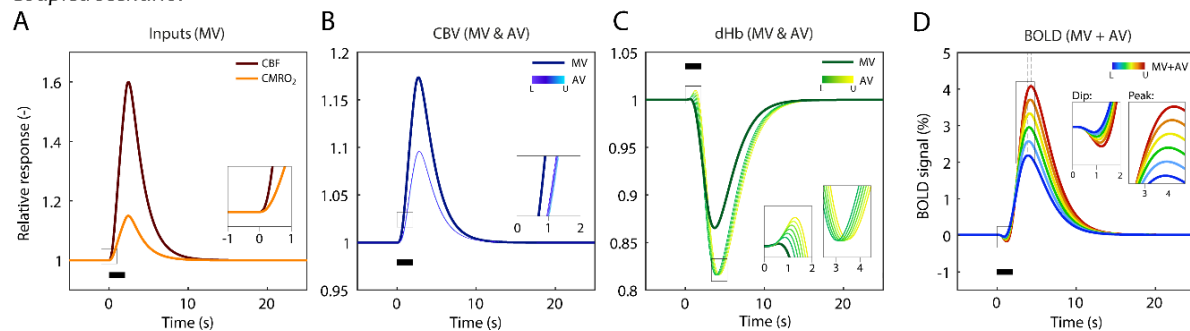 coupled scenario.
A
Inputs (MV)
Relative response (-)
1.6
1.4
1.2
1
CBF
CMRO₂
-1 0 1
0 10 20
Time (s)
B
CBV (MV & AV)
1.2
1.15
1.1
1.05
1
0.95
MV
AV
L U
0 1 2
0 10 20
Time (s)
C
dHb (MV & AV)
1.05
1
0.95
0.9
0.85
0.8
MV
AV
L U
0 1 2
3 4
0 10 20
Time (s)
D
BOLD (MV + AV)
BOLD signal (%)
5
4
3
2
1
0
-1
MV+AV
L U
Dip:
Peak:
0 1 2
3 4
0 10 20
Time (s)